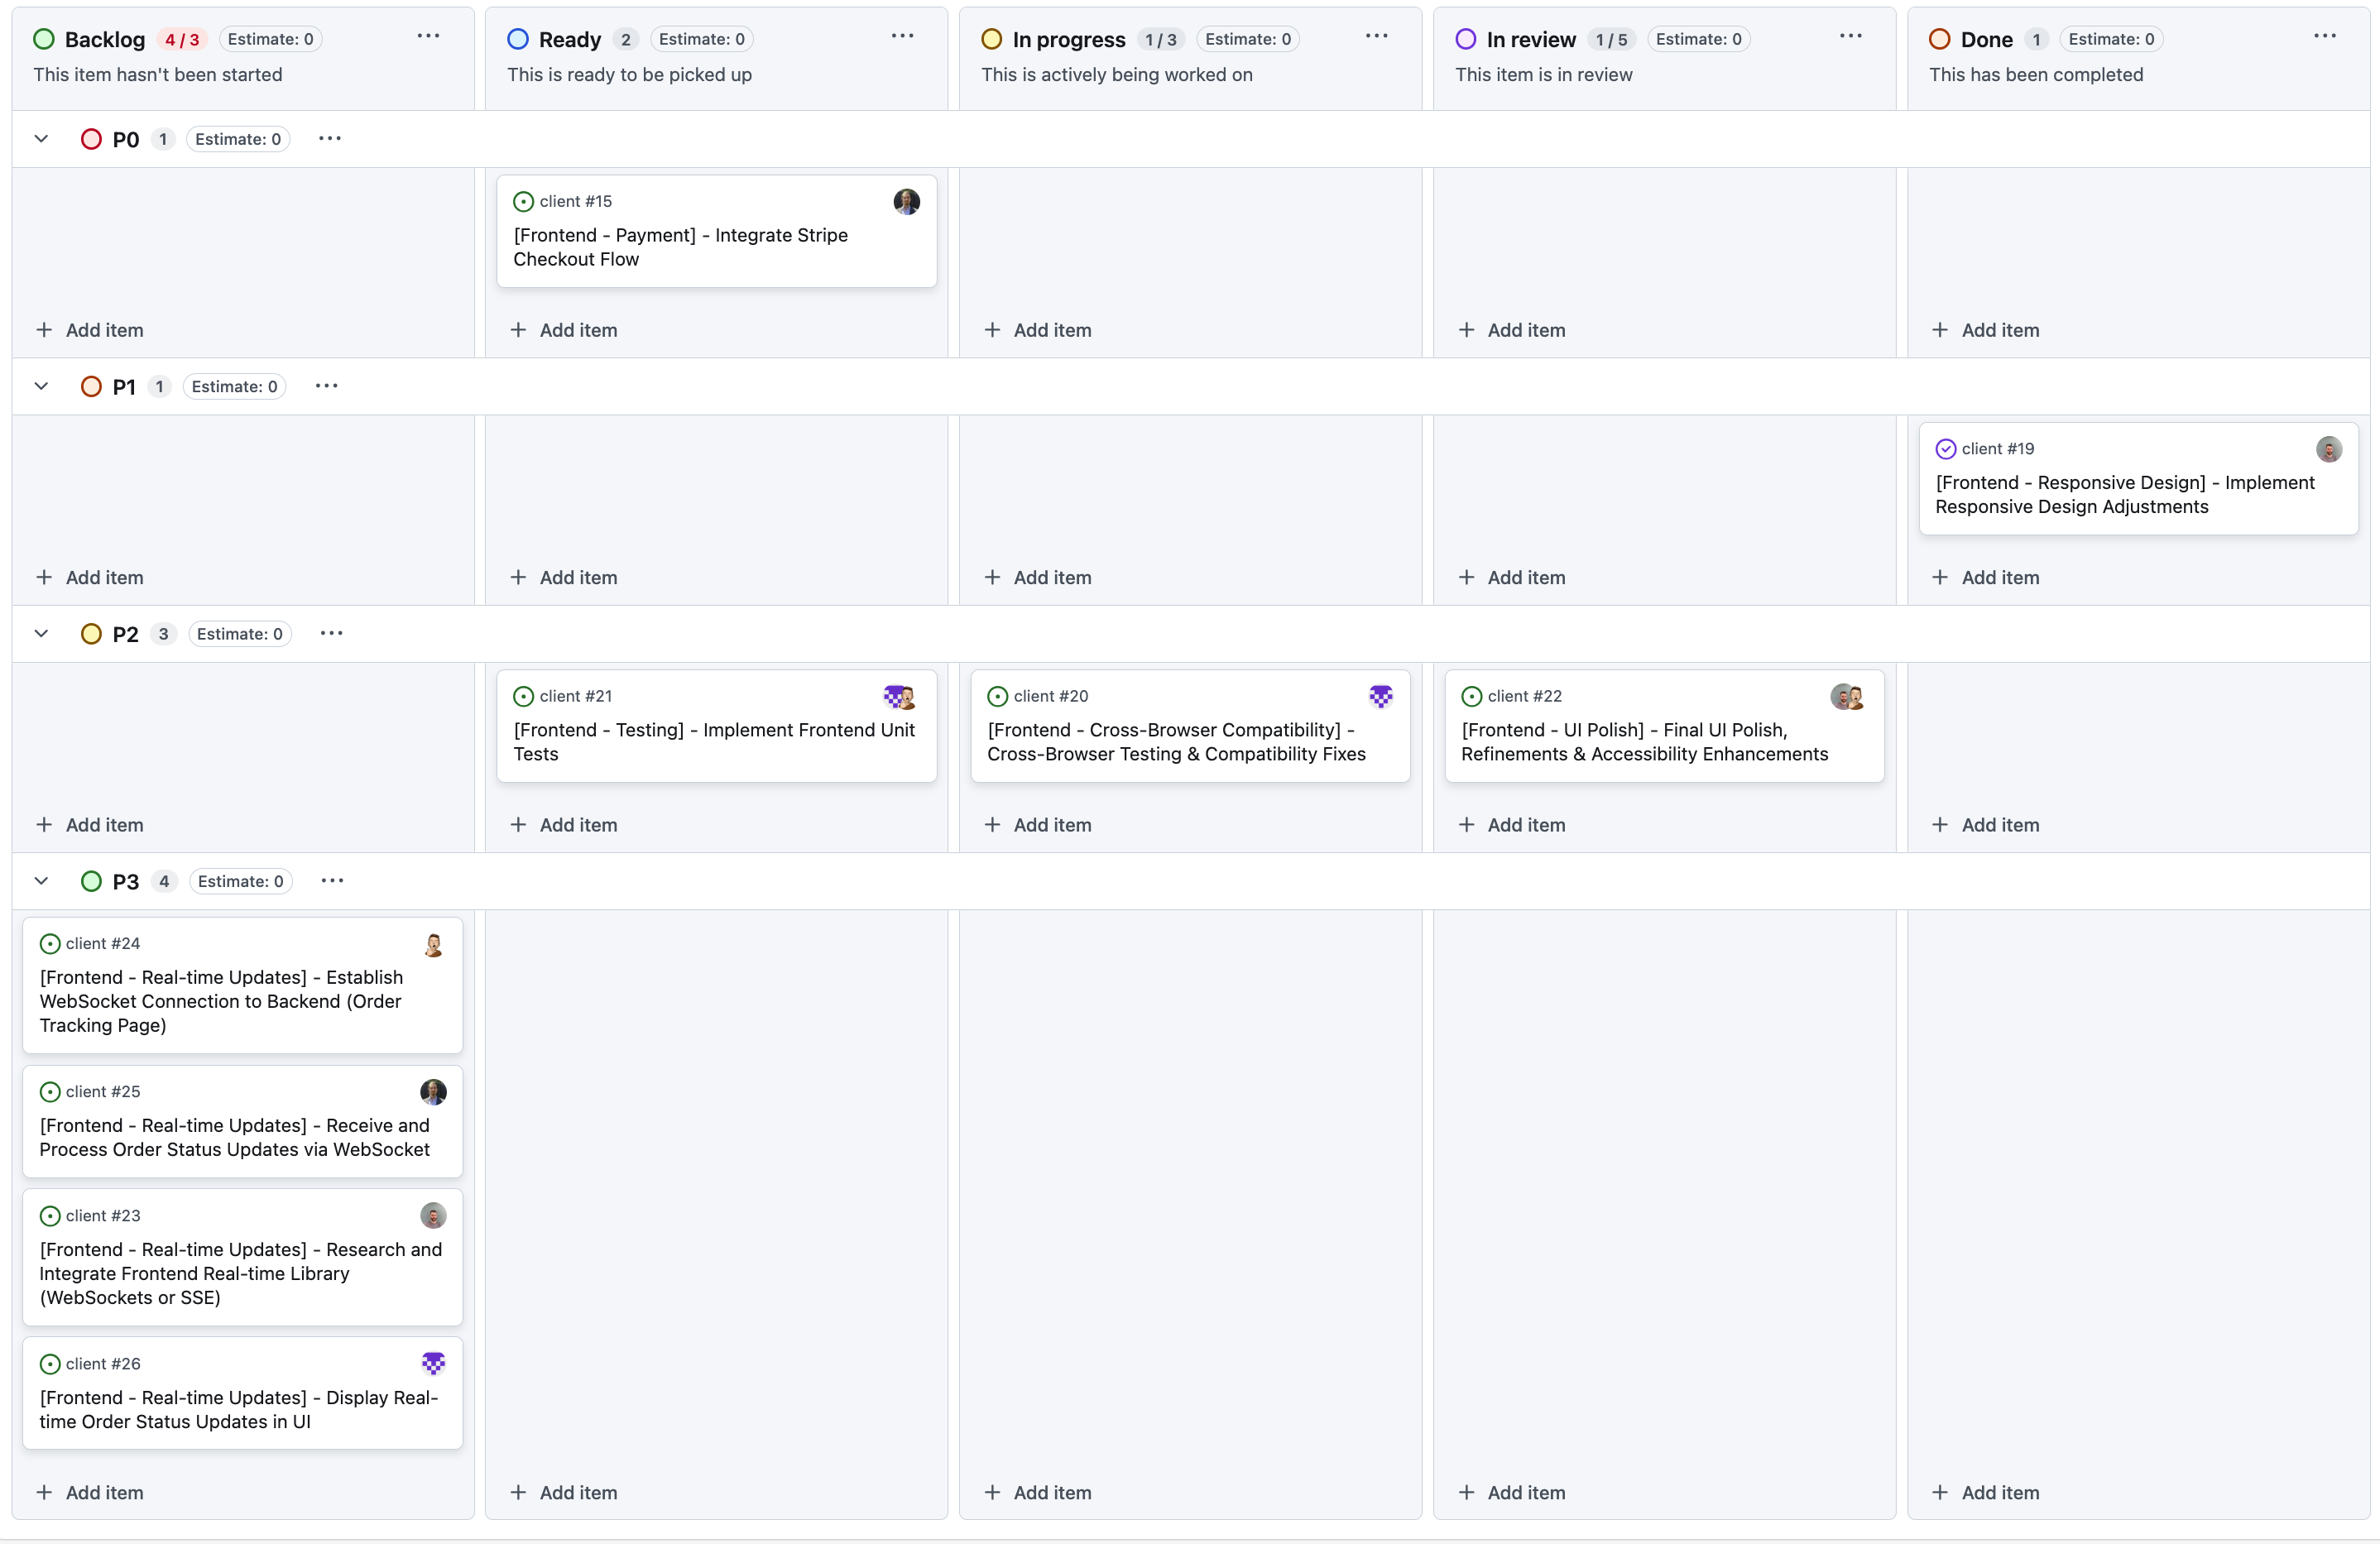 Backlog 4 / 3 Estimate: 0
This item hasn't been started
Ready 2 Estimate: 0
This is ready to be picked up
In progress 1 / 3 Estimate: 0
This is actively being worked on
In review 1 / 5 Estimate: 0
This item is in review
Done 1 Estimate: 0
This has been completed
P0 1 Estimate: 0
client #15
[Frontend - Payment] - Integrate Stripe
Checkout Flow
Add item
Add item
Add item
Add item
Add item
P1 1 Estimate: 0
client #19
[Frontend - Responsive Design] - Implement
Responsive Design Adjustments
Add item
Add item
Add item
Add item
Add item
P2 3 Estimate: 0
client #21
[Frontend - Testing] - Implement Frontend Unit
Tests
client #20
[Frontend - Cross-Browser Compatibility] -
Cross-Browser Testing & Compatibility Fixes
client #22
[Frontend - UI Polish] - Final UI Polish,
Refinements & Accessibility Enhancements
Add item
Add item
Add item
Add item
Add item
P3 4 Estimate: 0
client #24
[Frontend - Real-time Updates] - Establish
WebSocket Connection to Backend (Order
Tracking Page)
client #25
[Frontend - Real-time Updates] - Receive and
Process Order Status Updates via WebSocket
client #23
[Frontend - Real-time Updates] - Research and
Integrate Frontend Real-time Library
(WebSockets or SSE)
client #26
[Frontend - Real-time Updates] - Display Real-
time Order Status Updates in UI
Add item
Add item
Add item
Add item
Add item